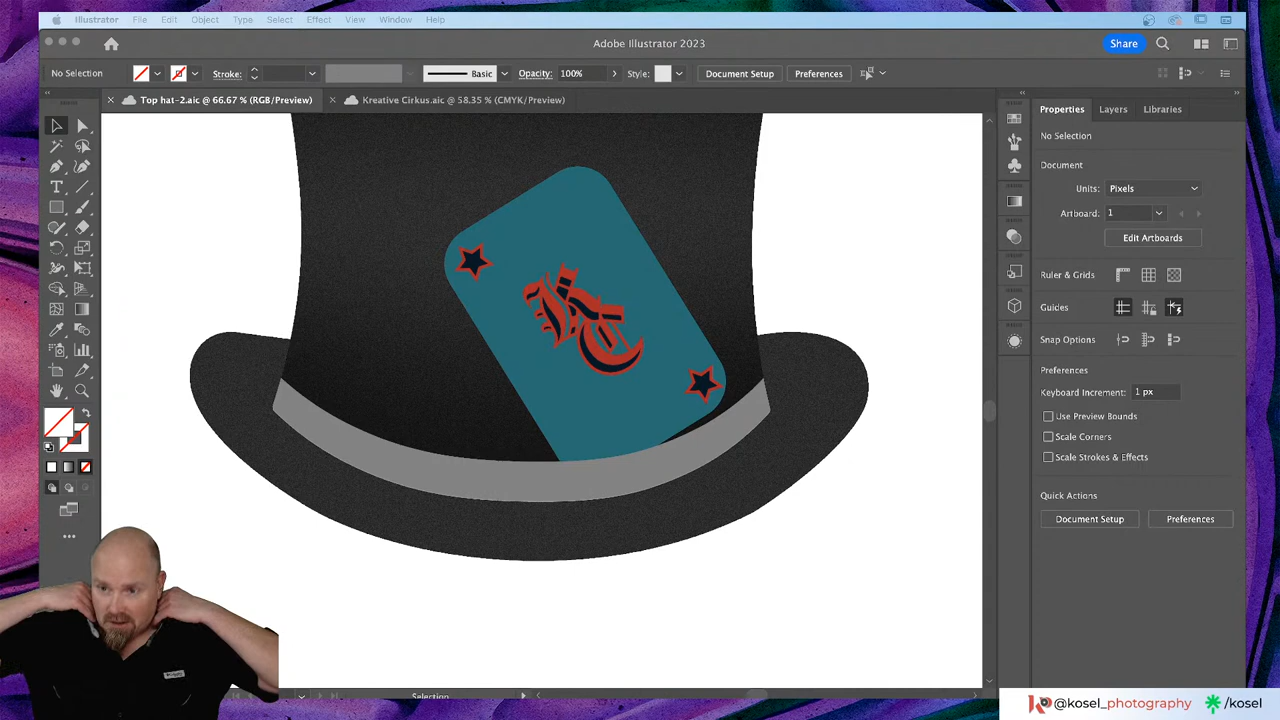 Illustrator File Edit Object Type Select Effect View Window Help
Adobe Illustrator 2023
Share
No Selection
Stroke:
Basic
Opacity: 100%
Style:
Document Setup
Preferences
Top hat-2.aic @ 66.67 % (RGB/Preview)
Kreative Cirkus.aic @ 58.35 % (CMYK/Preview)
Properties Layers Libraries
No Selection
Document
Units: Pixels
Artboard: 1
Edit Artboards
Ruler & Grids
Guides
Snap Options
Preferences
Keyboard Increment: 1 px
Use Preview Bounds
Scale Corners
Scale Strokes & Effects
Quick Actions
Document Setup
Preferences
KC
Selection
@kosel_photography
/kosel